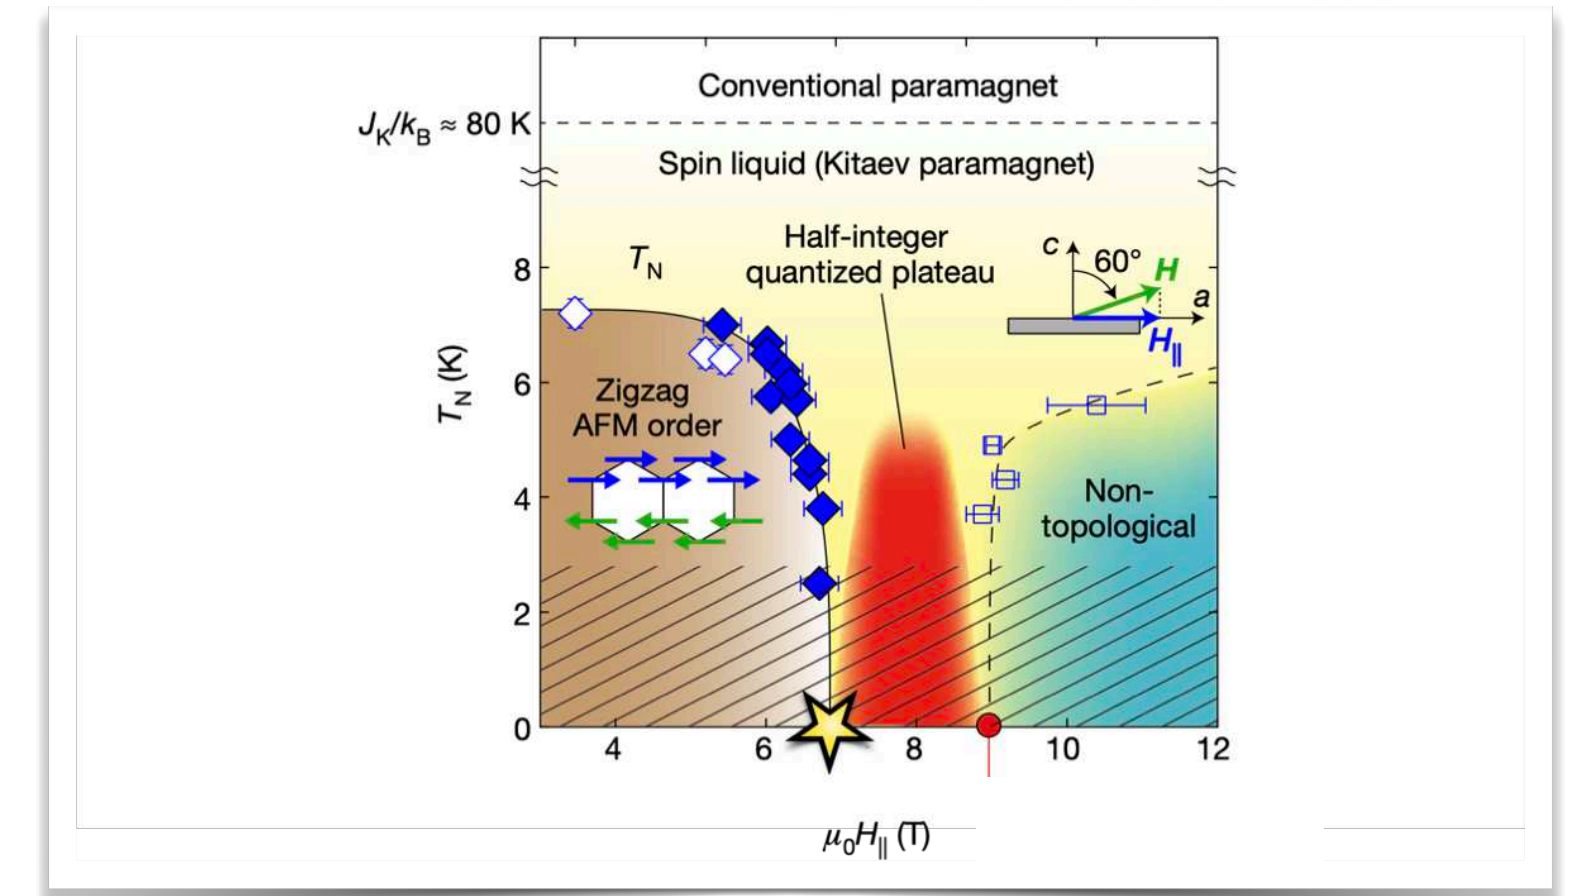 Conventional paramagnet
J_K/k_B ≈ 80 K
Spin liquid (Kitaev paramagnet)
Half-integer
quantized plateau
T_N
c
60°
H
a
H_∥
8
6
4
2
0
T_N (K)
Zigzag
AFM order
Non-
topological
4
6
8
10
12
μ₀H_∥ (T)